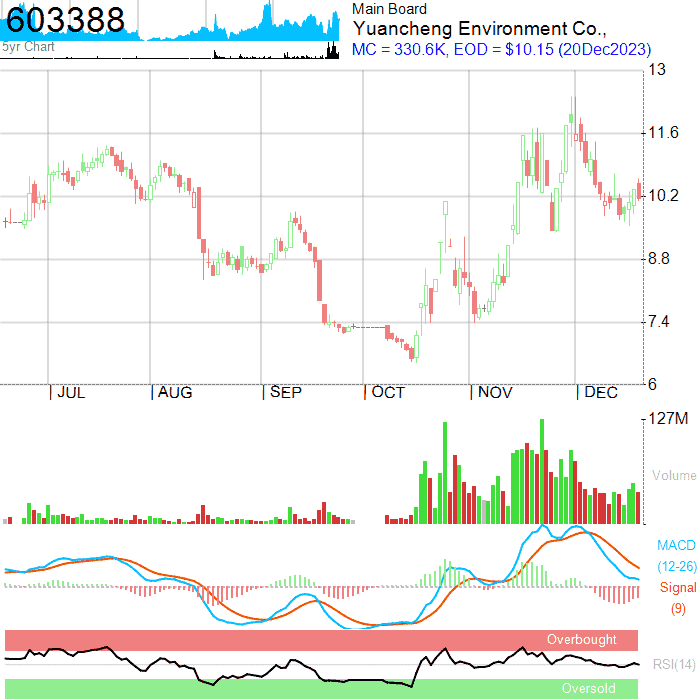 603388
5yr Chart
Main Board
Yuancheng Environment Co.,
MC = 330.6K, EOD = $10.15 (20Dec2023)
13
11.6
10.2
8.8
7.4
6
JUL AUG SEP OCT NOV DEC
127M
Volume
MACD
(12-26)
Signal
(9)
Overbought
RSI(14)
Oversold